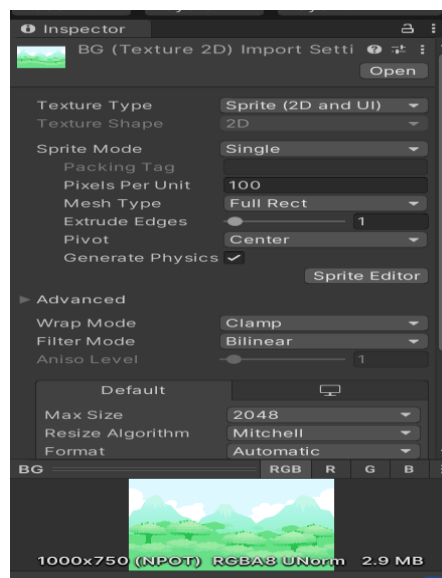 Inspector
BG (Texture 2D) Import Setti
Open
Texture Type Sprite (2D and UI)
Texture Shape 2D
Sprite Mode Single
Packing Tag
Pixels Per Unit 100
Mesh Type Full Rect
Extrude Edges 1
Pivot Center
Generate Physics
Sprite Editor
Advanced
Wrap Mode Clamp
Filter Mode Bilinear
Aniso Level 1
Default
Max Size 2048
Resize Algorithm Mitchell
Format Automatic
BG RGB R G B
1000x750 (NPOT) RGBA8 UNorm 2.9 MB